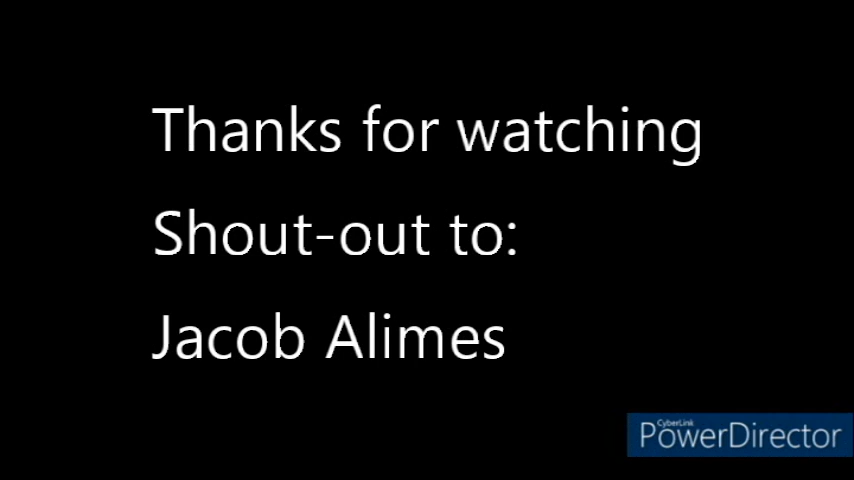 Thanks for watching
Shout-out to:
Jacob Alimes
CyberLink
PowerDirector